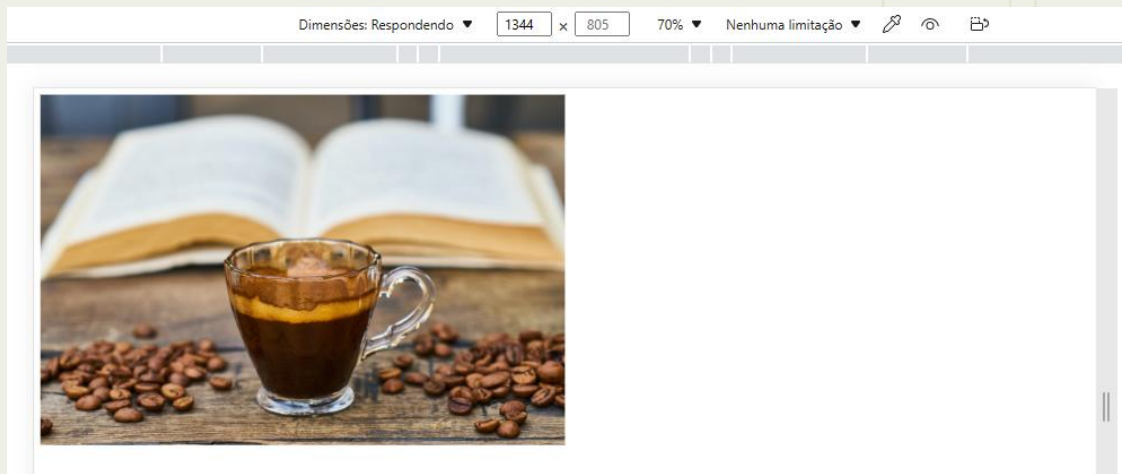 Dimensões: Respondendo ▼ 1344 × 805 70% ▼ Nenhuma limitação ▼